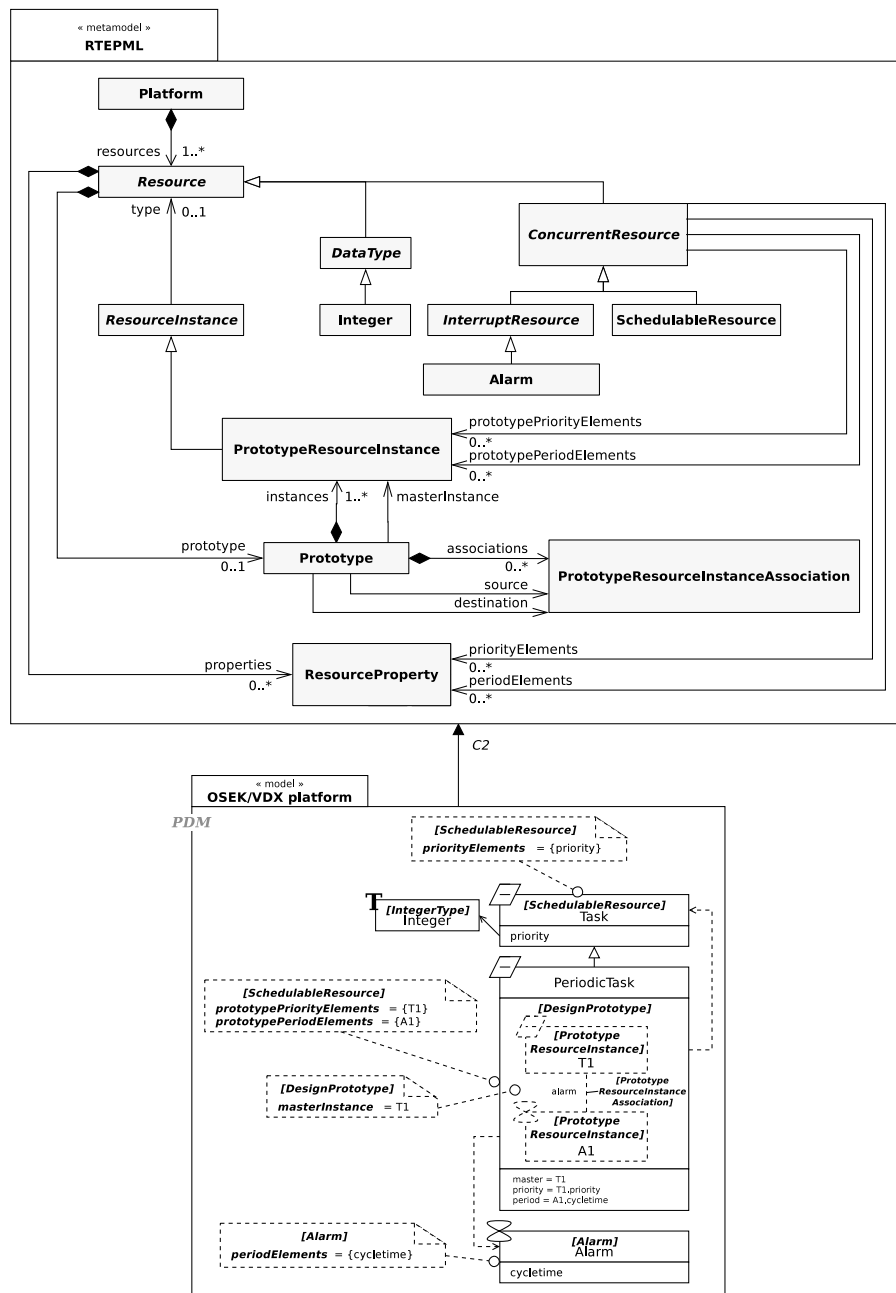 « metamodel »
RTEPML
Platform
resources 1..*
Resource
type 0..1
ConcurrentResource
DataType
ResourceInstance
Integer
InterruptResource
SchedulableResource
Alarm
prototypePriorityElements
0..*
PrototypeResourceInstance
prototypePeriodElements
0..*
instances 1..* masterInstance
prototype
0..1
Prototype
associations
0..*
PrototypeResourceInstanceAssociation
source
destination
priorityElements
0..*
properties
0..*
ResourceProperty
periodElements
0..*
C2
« model »
OSEK/VDX platform
PDM
[SchedulableResource]
priorityElements = {priority}
T
[IntegerType]
Integer
[SchedulableResource]
Task
priority
PeriodicTask
[SchedulableResource]
prototypePriorityElements = {T1}
prototypePeriodElements = {A1}
[DesignPrototype]
[Prototype
ResourceInstance]
T1
[DesignPrototype]
masterInstance = T1
alarm
[Prototype
ResourceInstance
Association]
[Prototype
ResourceInstance]
A1
master = T1
priority = T1.priority
period = A1.cycletime
[Alarm]
periodElements = {cycletime}
[Alarm]
Alarm
cycletime